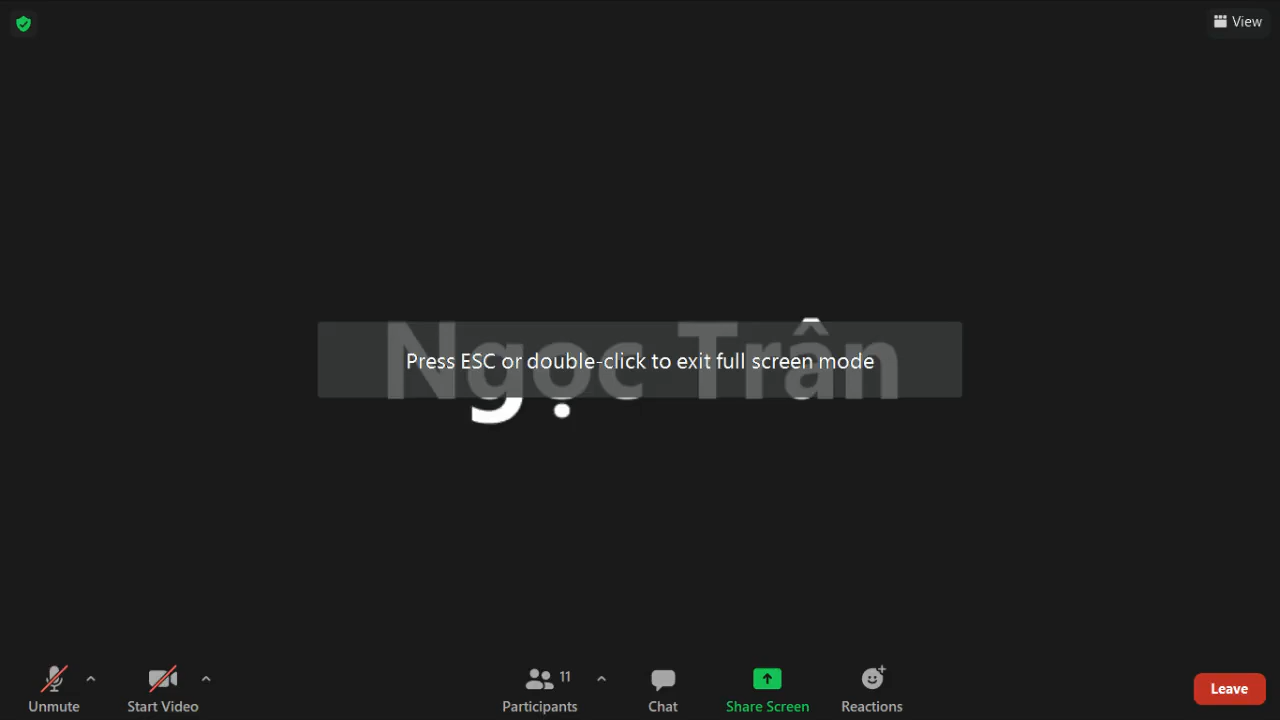 View
Ngọc Trân
Press ESC or double-click to exit full screen mode
Unmute
Start Video
11
Participants
Chat
Share Screen
Reactions
Leave